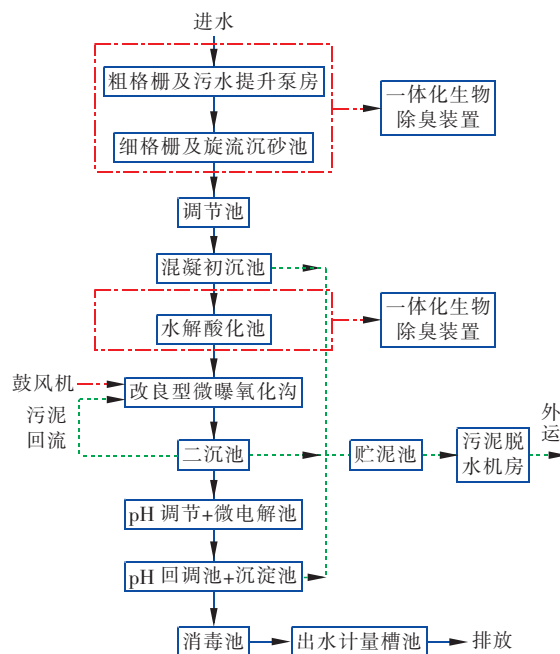 进水
粗格栅及污水提升泵房
一体化生物
除臭装置
细格栅及旋流沉砂池
调节池
混凝初沉池
水解酸化池
一体化生物
除臭装置
鼓风机
改良型微曝氧化沟
污泥
回流
二沉池
贮泥池
污泥脱
水机房
外
运
pH 调节+微电解池
pH 回调池+沉淀池
消毒池
出水计量槽池
排放